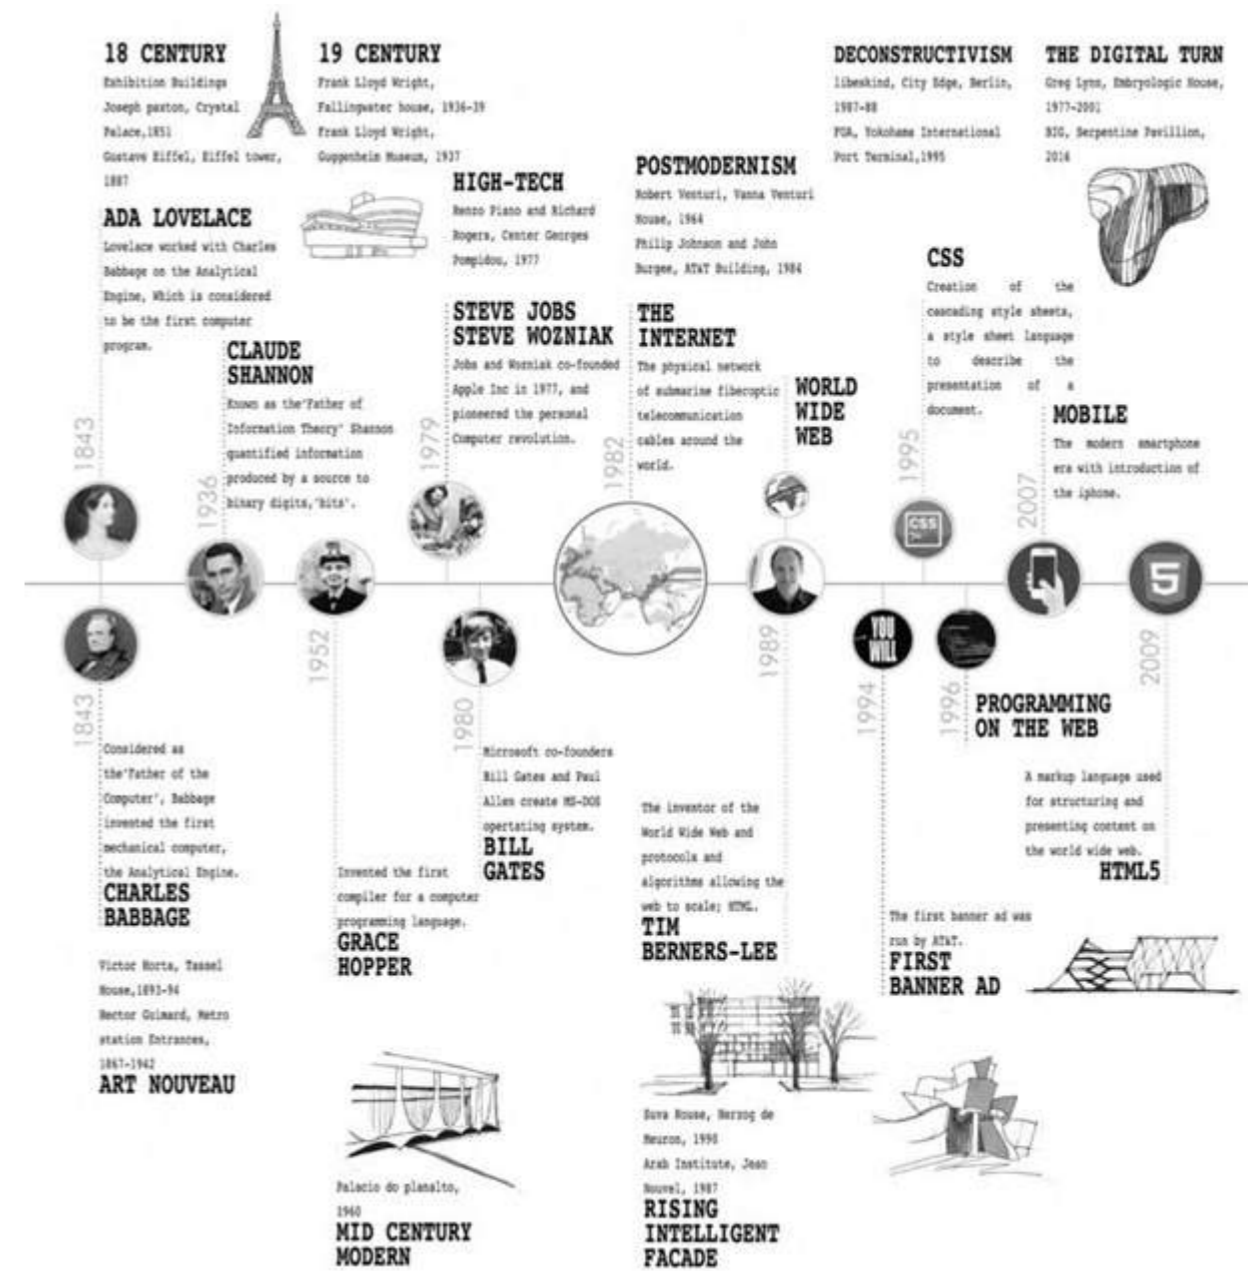 18 CENTURY
Exhibition Buildings
Joseph paxton, Crystal
Palace,1851
Gustave Eiffel, Eiffel tower,
1887
19 CENTURY
Frank Lloyd Wright,
Fallingwater house, 1936-39
Frank Lloyd Wright,
Guppenheim Museum, 1937
DECONSTRUCTIVISM
libeskind, City Edge, Berlin,
1987-88
FOA, Yokohama International
Port Terminal,1995
THE DIGITAL TURN
Greg Lynn, Embryologic House,
1977-2001
BIG, Serpentine Pavillion,
2016
HIGH-TECH
Renzo Piano and Richard
Rogers, Center Georges
Pompidou, 1977
POSTMODERNISM
Robert Venturi, Vanna Venturi
House, 1964
Philip Johnson and John
Burgee, AT&T Building, 1984
ADA LOVELACE
Lovelace worked with Charles
Babbage on the Analytical
Engine, Which is considered
to be the first computer
program.
1843
CLAUDE
SHANNON
Known as the'Father of
Information Theory' Shannon
quantified information
produced by a source to
binary digits,'bits'.
1936
STEVE JOBS
STEVE WOZNIAK
Jobs and Wozniak co-founded
Apple Inc in 1977, and
pioneered the personal
Computer revolution.
1979
THE
INTERNET
The physical network
of submarine fiberoptic
telecommunication
cables around the
world.
1982
WORLD
WIDE
WEB
CSS
Creation of the
cascading style sheets,
a style sheet language
to describe the
presentation of a
document.
1995
CSS
MOBILE
The modern smartphone
era with introduction of
the iphone.
2007
5
YOU
WILL
1843
Considered as
the'Father of the
Computer', Babbage
invented the first
mechanical computer,
the Analytical Engine.
CHARLES
BABBAGE
1952
Invented the first
compiler for a computer
programming language.
GRACE
HOPPER
1980
Microsoft co-founders
Bill Gates and Paul
Allen create MS-DOS
opertating system.
BILL
GATES
1989
The inventor of the
World Wide Web and
protocols and
algorithms allowing the
web to scale; HTML.
TIM
BERNERS-LEE
1994
The first banner ad was
run by AT&T.
FIRST
BANNER AD
1996
PROGRAMMING
ON THE WEB
2009
A markup language used
for structuring and
presenting content on
the world wide web.
HTML5
Victor Horta, Tassel
House,1893-94
Hector Guimard, Metro
station Entrances,
1867-1942
ART NOUVEAU
Palacio do planalto,
1960
MID CENTURY
MODERN
Suva House, Herzog de
Meuron, 1990
Arab Institute, Jean
Nouvel, 1987
RISING
INTELLIGENT
FACADE